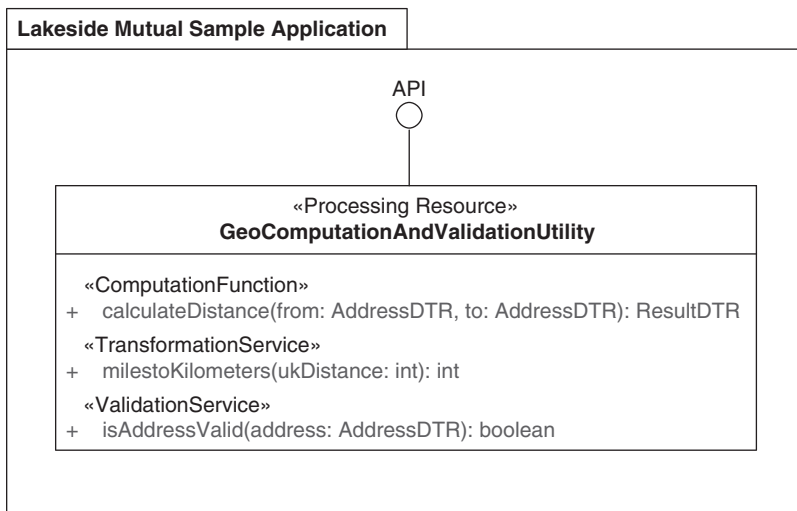 Lakeside Mutual Sample Application
API
«Processing Resource»
GeoComputationAndValidationUtility
«ComputationFunction»
+ calculateDistance(from: AddressDTR, to: AddressDTR): ResultDTR
«TransformationService»
+ milestoKilometers(ukDistance: int): int
«ValidationService»
+ isAddressValid(address: AddressDTR): boolean